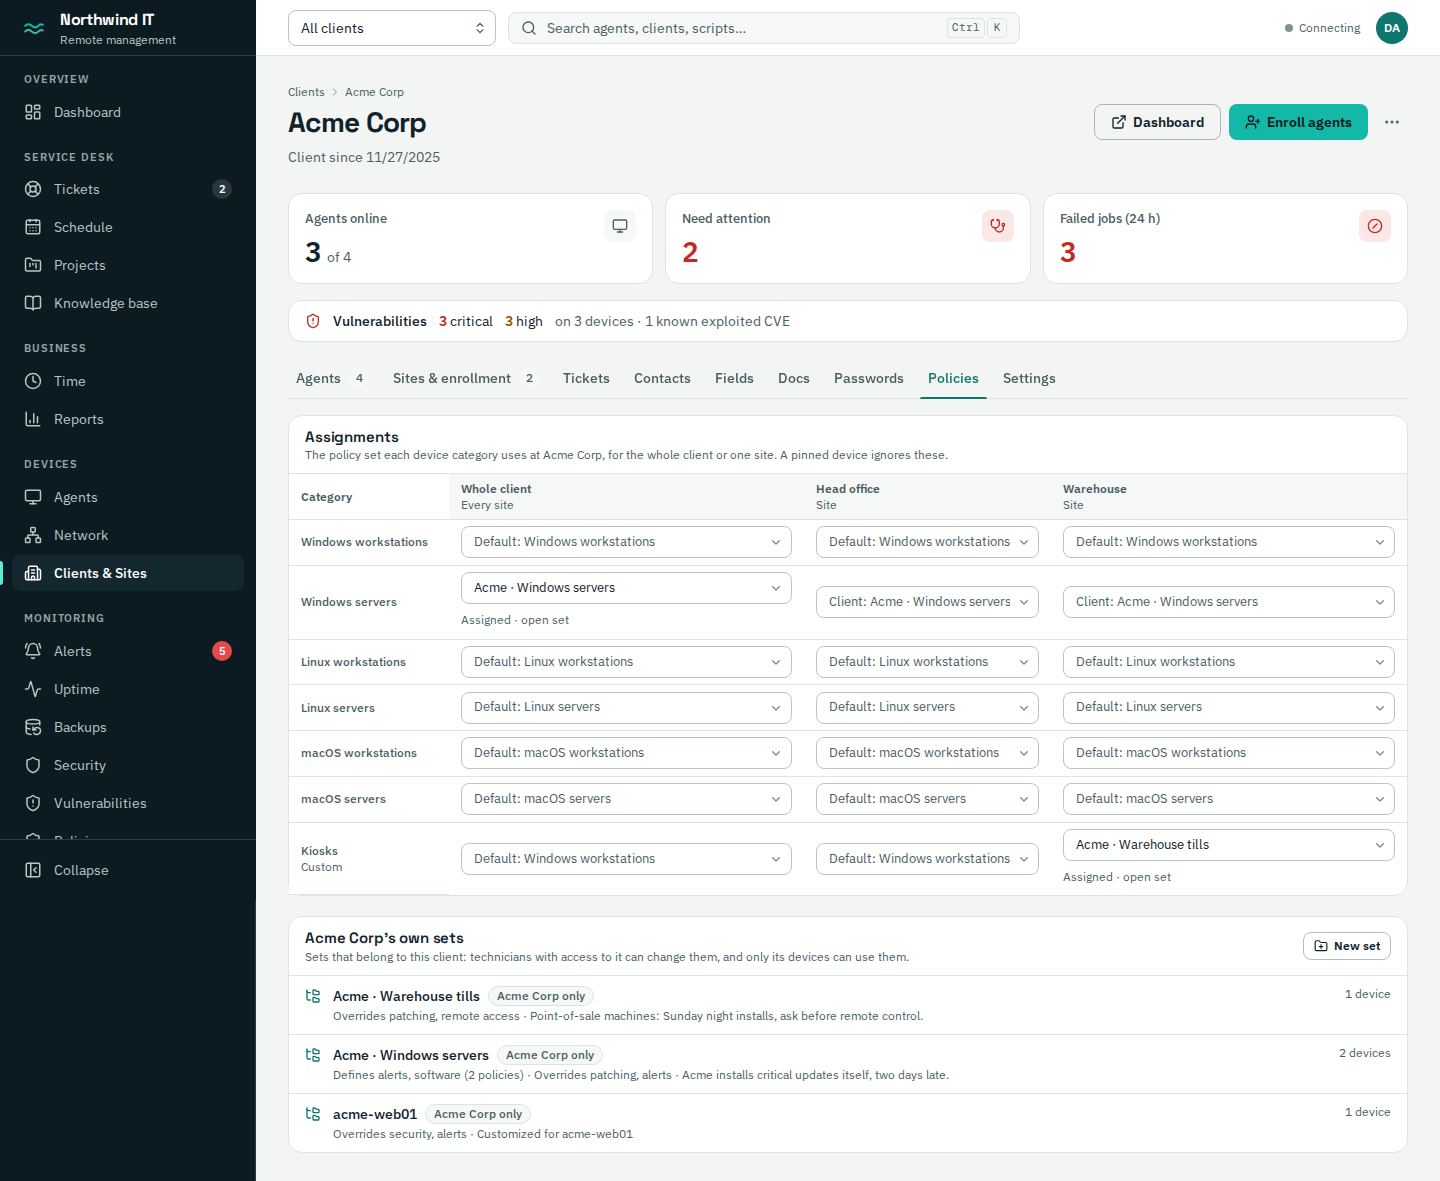 Northwind IT
Remote management
OVERVIEW
Dashboard
SERVICE DESK
Tickets 2
Schedule
Projects
Knowledge base
BUSINESS
Time
Reports
DEVICES
Agents
Network
Clients & Sites
MONITORING
Alerts 5
Uptime
Backups
Security
Vulnerabilities
Collapse
All clients
Search agents, clients, scripts... Ctrl K
Connecting DA
Clients > Acme Corp
Acme Corp
Client since 11/27/2025
Dashboard
Enroll agents
Agents online
3 of 4
Need attention
2
Failed jobs (24 h)
3
Vulnerabilities 3 critical 3 high on 3 devices · 1 known exploited CVE
Agents 4 Sites & enrollment 2 Tickets Contacts Fields Docs Passwords Policies Settings
Assignments
The policy set each device category uses at Acme Corp, for the whole client or one site. A pinned device ignores these.
Category
Whole client
Every site
Head office
Site
Warehouse
Site
Windows workstations Default: Windows workstations Default: Windows workstations Default: Windows workstations
Windows servers Acme · Windows servers Client: Acme · Windows servers Client: Acme · Windows servers
Assigned · open set
Linux workstations Default: Linux workstations Default: Linux workstations Default: Linux workstations
Linux servers Default: Linux servers Default: Linux servers Default: Linux servers
macOS workstations Default: macOS workstations Default: macOS workstations Default: macOS workstations
macOS servers Default: macOS servers Default: macOS servers Default: macOS servers
Kiosks
Custom
Default: Windows workstations Default: Windows workstations Acme · Warehouse tills
Assigned · open set
Acme Corp’s own sets
Sets that belong to this client: technicians with access to it can change them, and only its devices can use them.
New set
Acme · Warehouse tills Acme Corp only 1 device
Overrides patching, remote access · Point-of-sale machines: Sunday night installs, ask before remote control.
Acme · Windows servers Acme Corp only 2 devices
Defines alerts, software (2 policies) · Overrides patching, alerts · Acme installs critical updates itself, two days late.
acme-web01 Acme Corp only 1 device
Overrides security, alerts · Customized for acme-web01